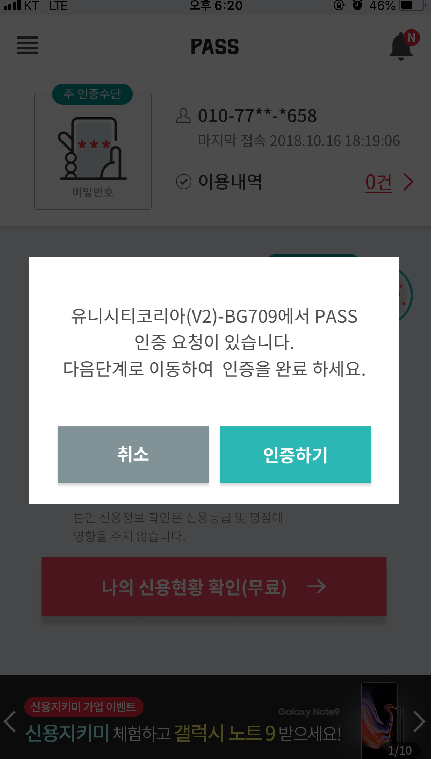 KT LTE 오후 6:20 46%
PASS
N
주 인증수단
***
비밀번호
010-77**-*658
마지막 접속 2018.10.16 18:19:06
이용내역 0건
유니시티코리아(V2)-BG709에서 PASS
인증 요청이 있습니다.
다음단계로 이동하여 인증을 완료 하세요.
취소 인증하기
본인 신용정보 확인은 신용등급 및 평점에
영향을 주지 않습니다.
나의 신용현황 확인(무료) →
신용지키미 가입 이벤트
Galaxy Note9
신용지키미 체험하고 갤럭시 노트 9 받으세요!
1/10